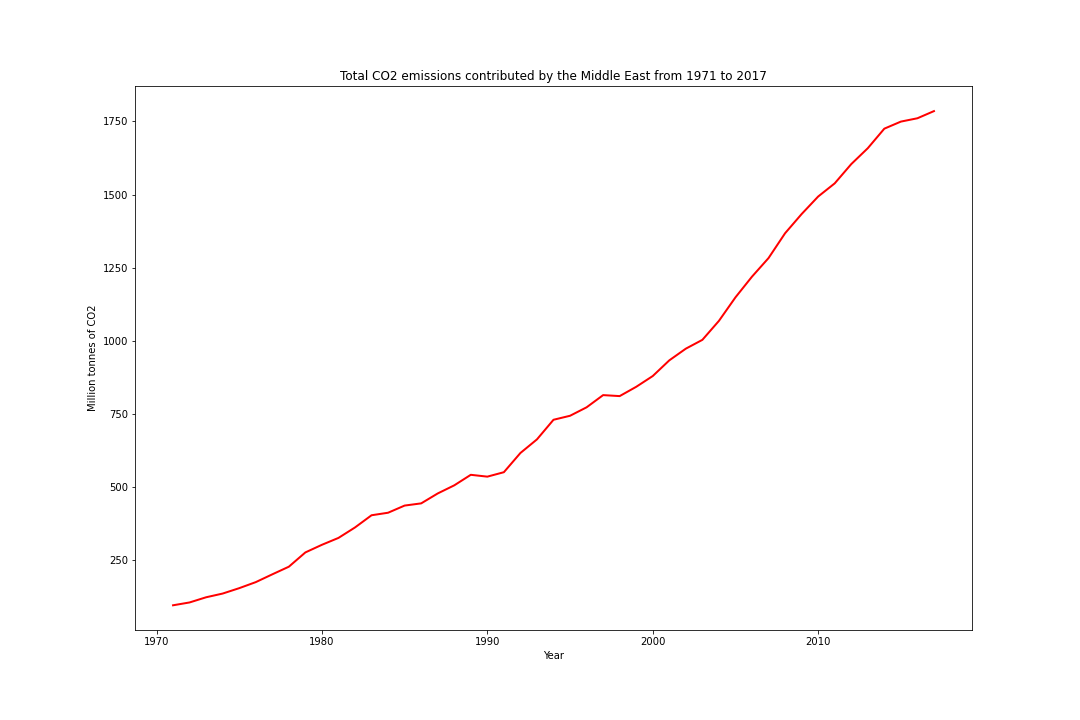 Total CO2 emissions contributed by the Middle East from 1971 to 2017
1750
1500
1250
1000
750
500
250
Million tonnes of CO2
1970 1980 1990 2000 2010
Year